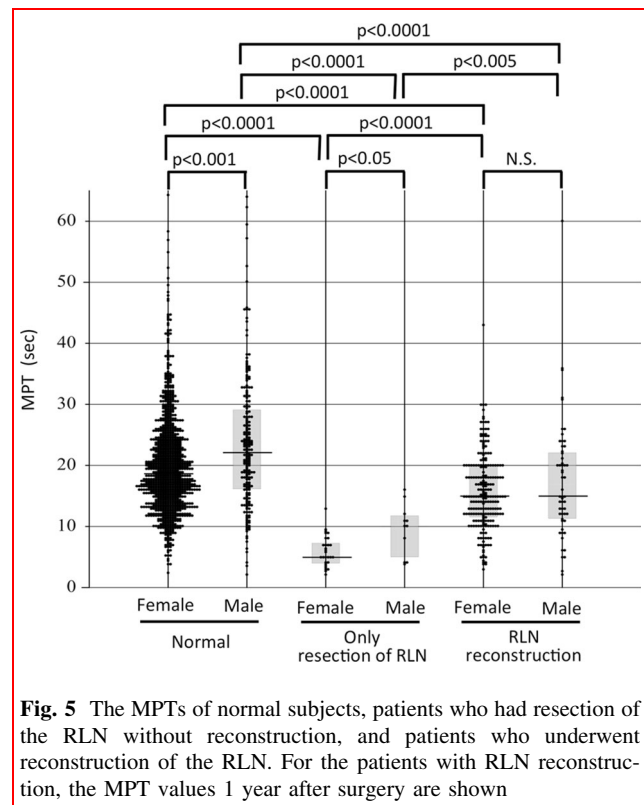 p<0.0001
p<0.0001 p<0.005
p<0.0001
p<0.0001 p<0.0001
p<0.001 p<0.05 N.S.
60
50
40
30
20
10
0
MPT (sec)
Female Male Female Male Female Male
Normal Only resection of RLN RLN reconstruction
Fig. 5 The MPTs of normal subjects, patients who had resection of
the RLN without reconstruction, and patients who underwent
reconstruction of the RLN. For the patients with RLN reconstruc-
tion, the MPT values 1 year after surgery are shown